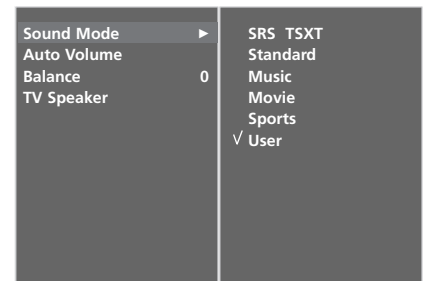 Sound Mode ►
Auto Volume
Balance 0
TV Speaker
SRS TSXT
Standard
Music
Movie
Sports
√ User